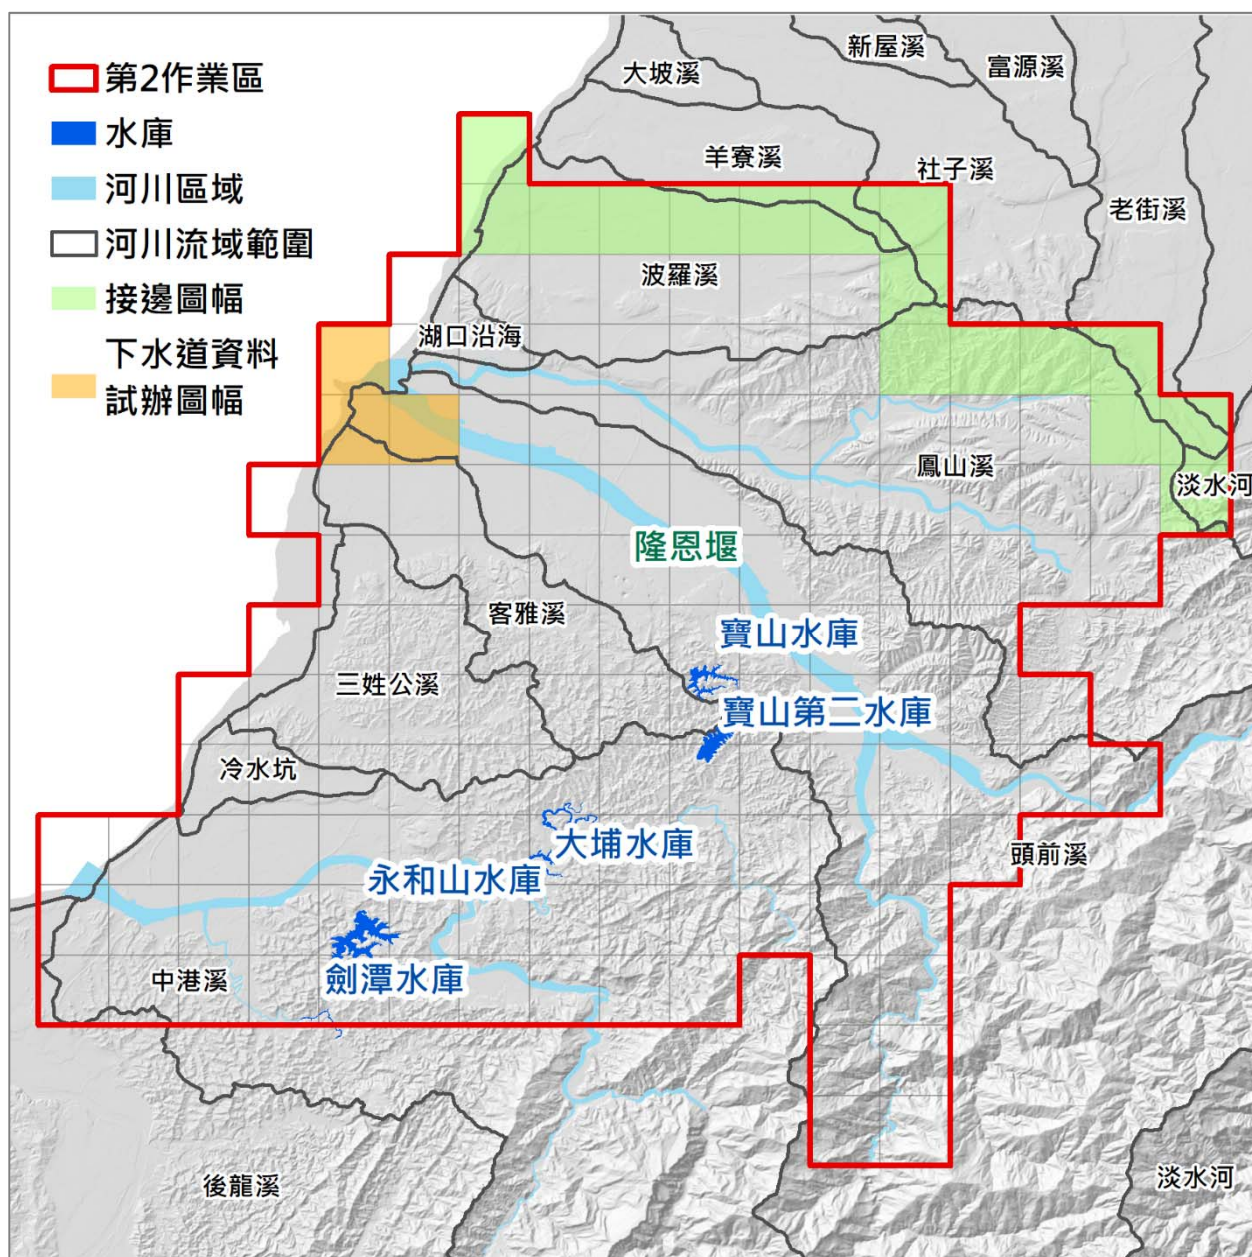 第2作業區
水庫
河川區域
河川流域範圍
接邊圖幅
下水道資料
試辦圖幅
新屋溪
富源溪
大坡溪
羊寮溪
社子溪
老街溪
波羅溪
湖口沿海
鳳山溪
淡水河
隆恩堰
客雅溪
寶山水庫
三姓公溪
寶山第二水庫
冷水坑
大埔水庫
頭前溪
永和山水庫
中港溪
劍潭水庫
後龍溪
淡水河